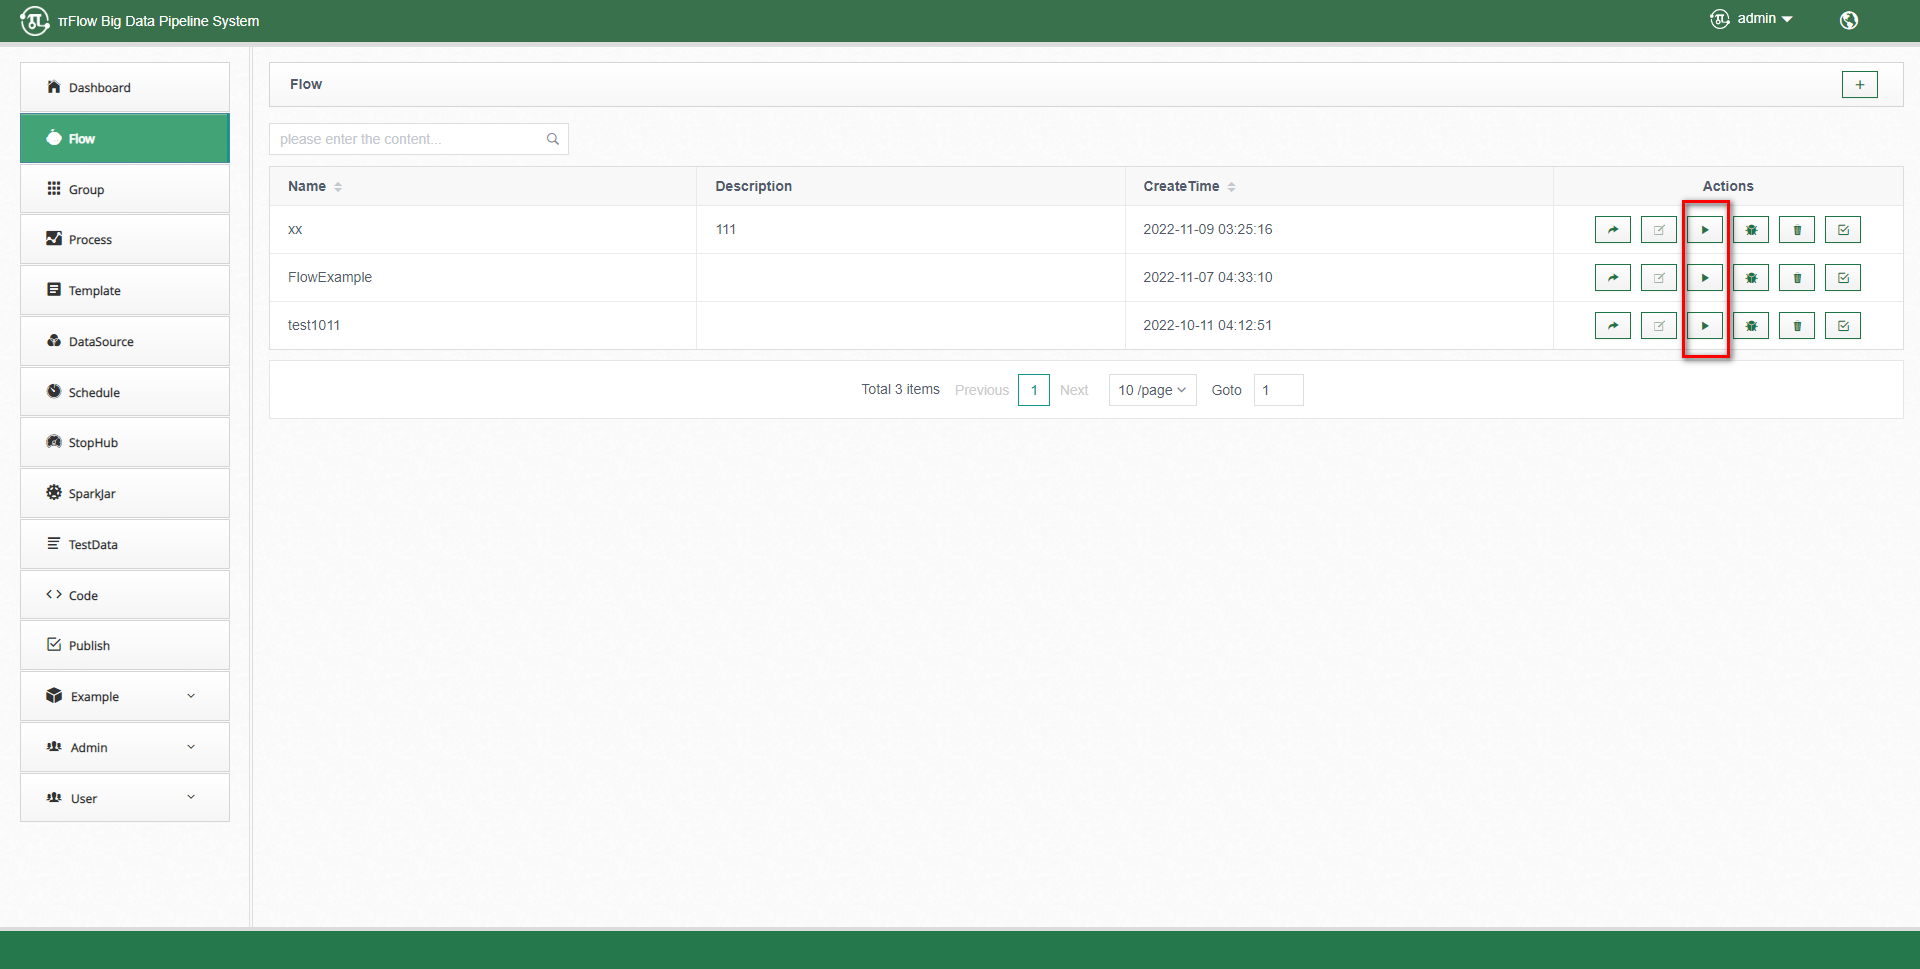 πFlow Big Data Pipeline System
admin
Dashboard
Flow
Group
Process
Template
DataSource
Schedule
StopHub
SparkJar
TestData
Code
Publish
Example
Admin
User
Flow
+
please enter the content...
Name Description CreateTime Actions
xx 111 2022-11-09 03:25:16
FlowExample 2022-11-07 04:33:10
test1011 2022-10-11 04:12:51
Total 3 items Previous 1 Next 10 /page Goto 1